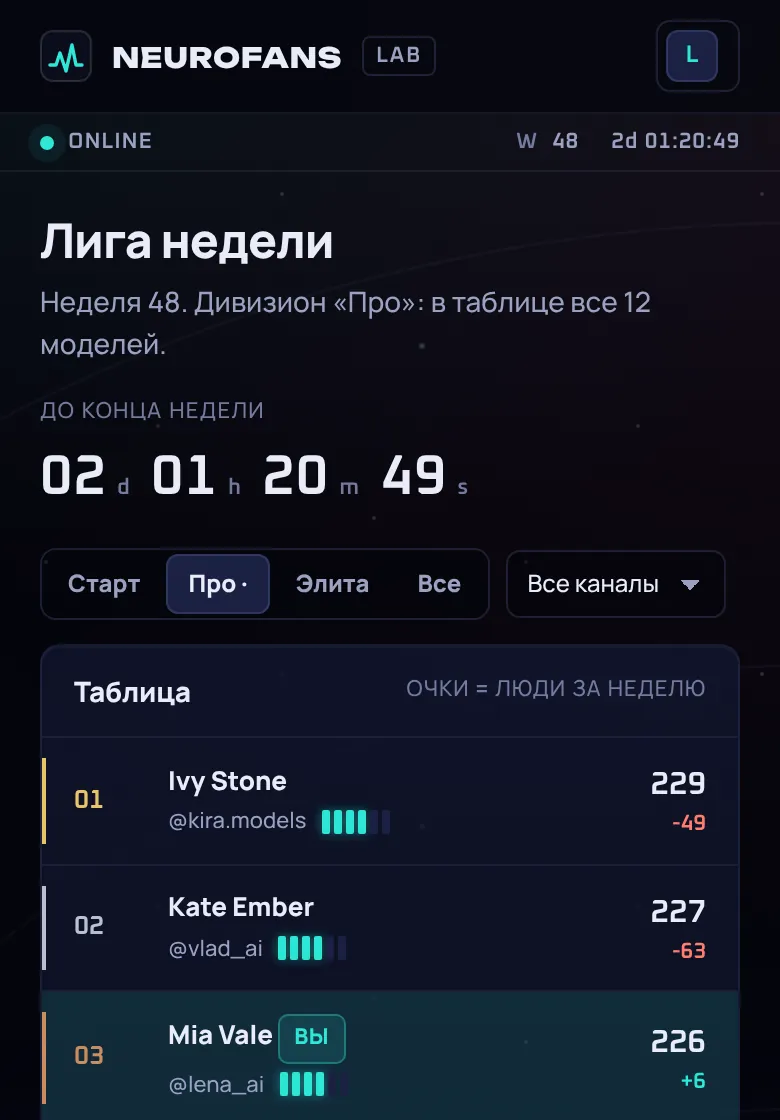 NEUROFANS LAB L
ONLINE W 48 2d 01:20:49
Лига недели
Неделя 48. Дивизион «Про»: в таблице все 12
моделей.
ДО КОНЦА НЕДЕЛИ
02 d 01 h 20 m 49 s
Старт Про · Элита Все Все каналы
Таблица ОЧКИ = ЛЮДИ ЗА НЕДЕЛЮ
01 Ivy Stone 229
@kira.models -49
02 Kate Ember 227
@vlad_ai -63
03 Mia Vale ВЫ 226
@lena_ai +6